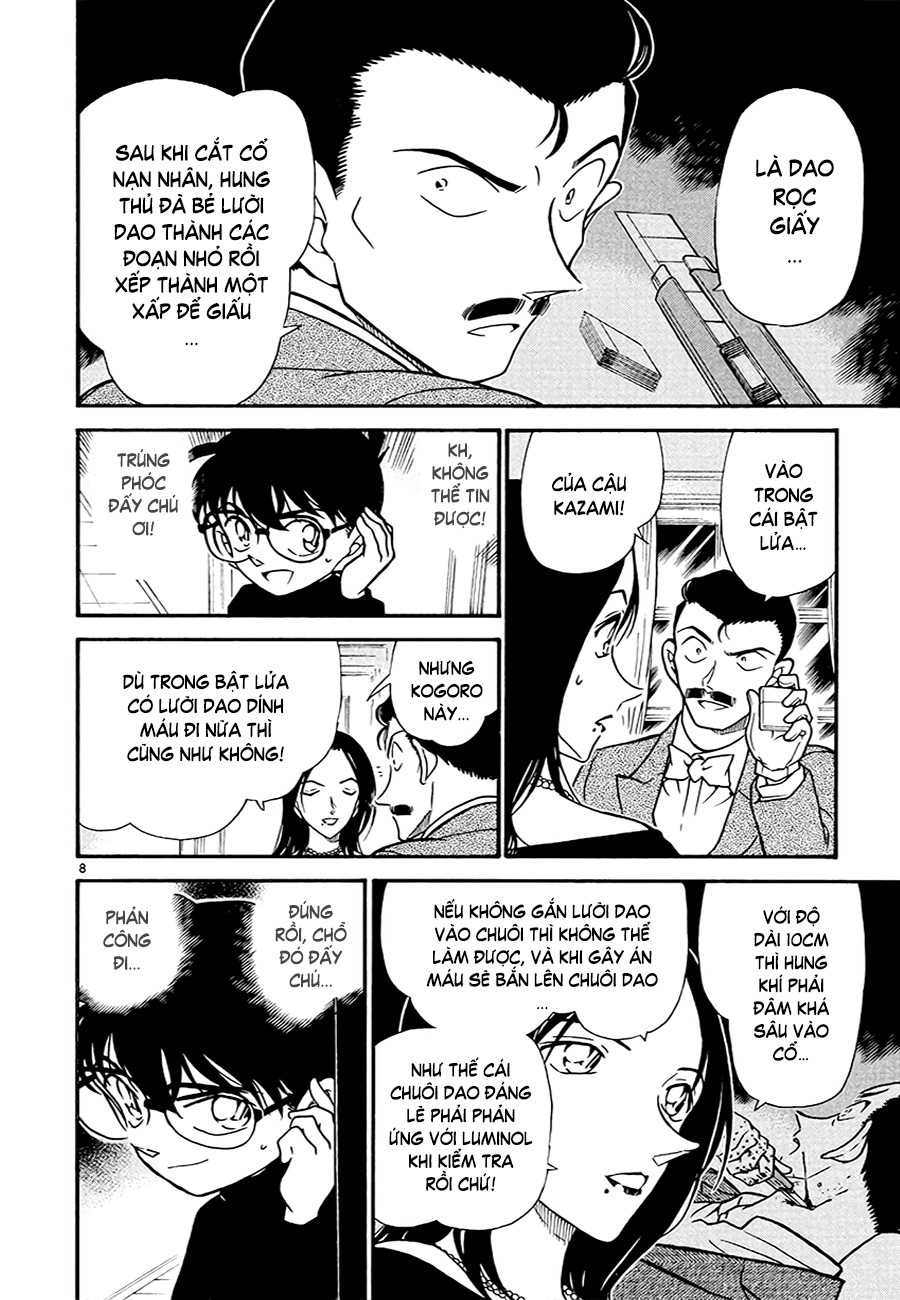 LÀ DAO
RỌC
GIẤY
...
SAU KHI CẮT CỔ
NẠN NHÂN, HUNG
THỦ ĐÀ BẺ LƯỜI
DAO THÀNH CÁC
ĐOẠN NHỎ RỒI
XẾP THÀNH MỘT
XẤP ĐỂ GIẤU
...
VÀO
TRONG
CÁI BẬT
LỬA...
CỦA CẬU
KAZAMI!
KH,
KHÔNG
THỂ TIN
ĐƯỢC!
TRÚNG
PHÓC
ĐẤY CHÚ
ƠI!
NHƯNG
KOGORO
NÀY...
DÙ TRONG BẬT LỬA
CÓ LƯỜI DAO DÍNH
MÁU ĐI NỮA THÌ
CŨNG NHƯ KHÔNG!
8
VỚI ĐỘ
DÀI 10CM
THÌ HUNG
KHÍ PHẢI
ĐÂM KHÁ
SÂU VÀO
CỔ...
NẾU KHÔNG GẮN LƯỜI DAO
VÀO CHUÔI THÌ KHÔNG THỂ
LÀM ĐƯỢC, VÀ KHI GÂY ÁN
MÁU SẼ BẮN LÊN CHUÔI DAO
...
NHƯ THẾ CÁI
CHUÔI DAO ĐÁNG
LẼ PHẢI PHẢN
ỨNG VỚI LUMINOL
KHI KIỂM TRA
RỒI CHỨ!
ĐÚNG
RỒI, CHỔ
ĐÓ ĐẤY
CHÚ...
PHẢN
CÔNG
ĐI...